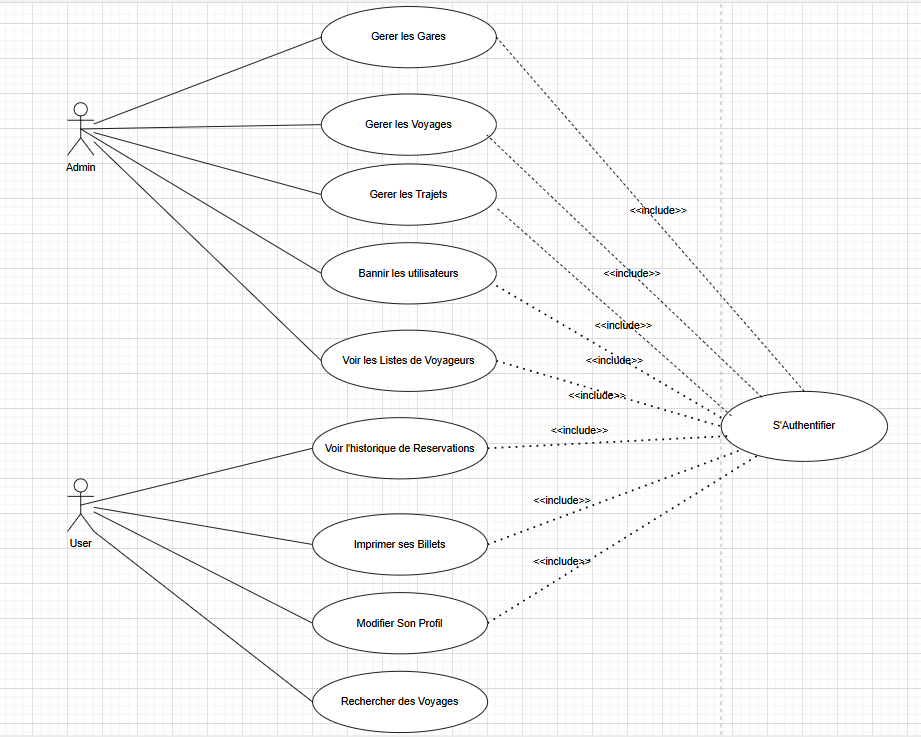 Gerer les Gares
Gerer les Voyages
Admin
Gerer les Trajets
<<include>>
Bannir les utilisateurs
<<include>>
<<include>>
Voir les Listes de Voyageurs
<<include>>
<<include>>
S'Authentifier
<<include>>
Voir l'historique de Reservations
<<include>>
User
Imprimer ses Billets
<<include>>
Modifier Son Profil
Rechercher des Voyages